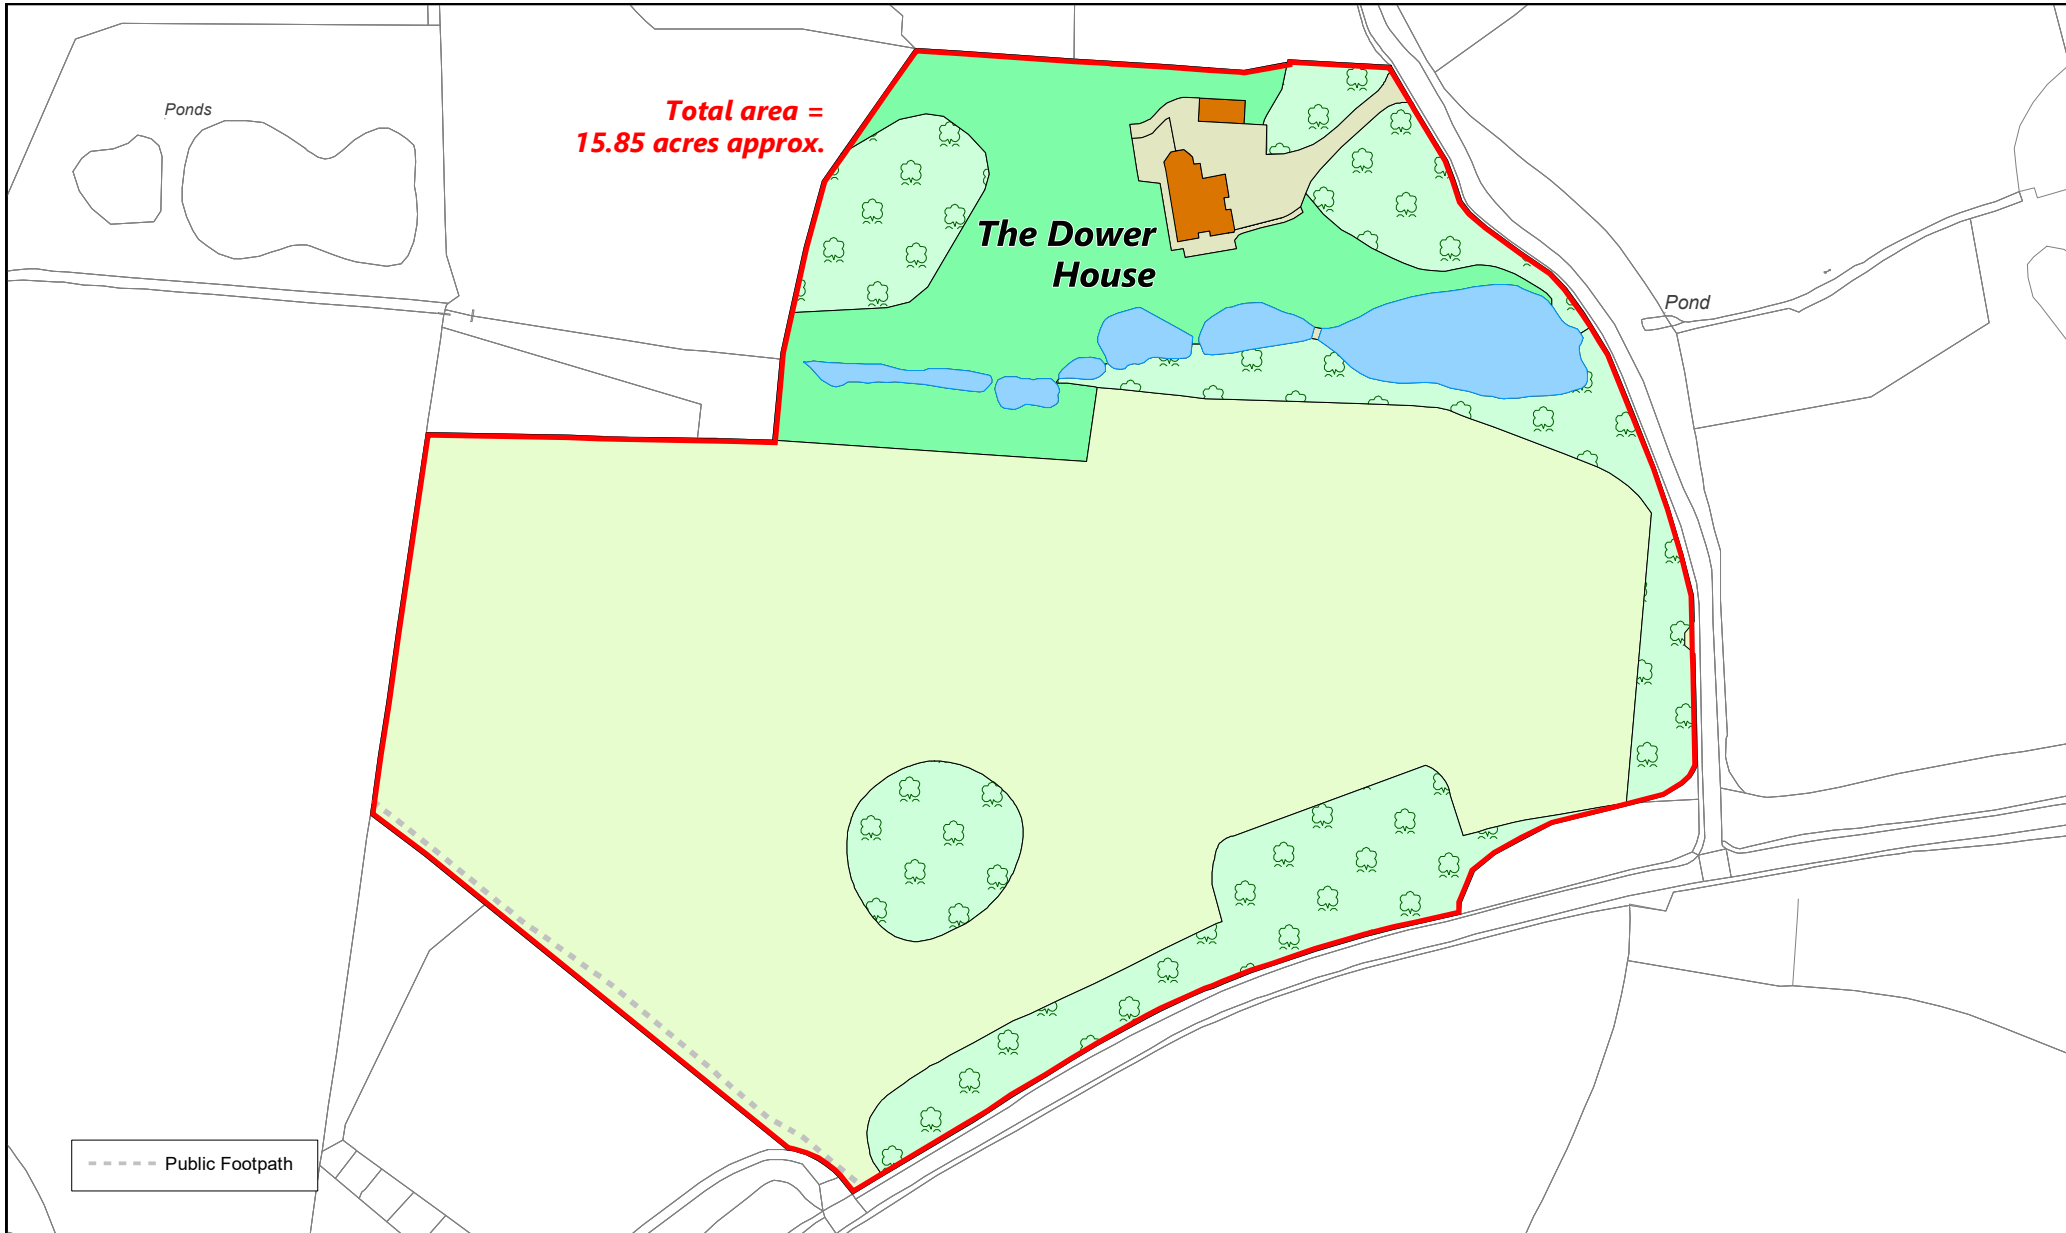 Ponds
Total area =
15.85 acres approx.
The Dower
House
Pond
Public Footpath